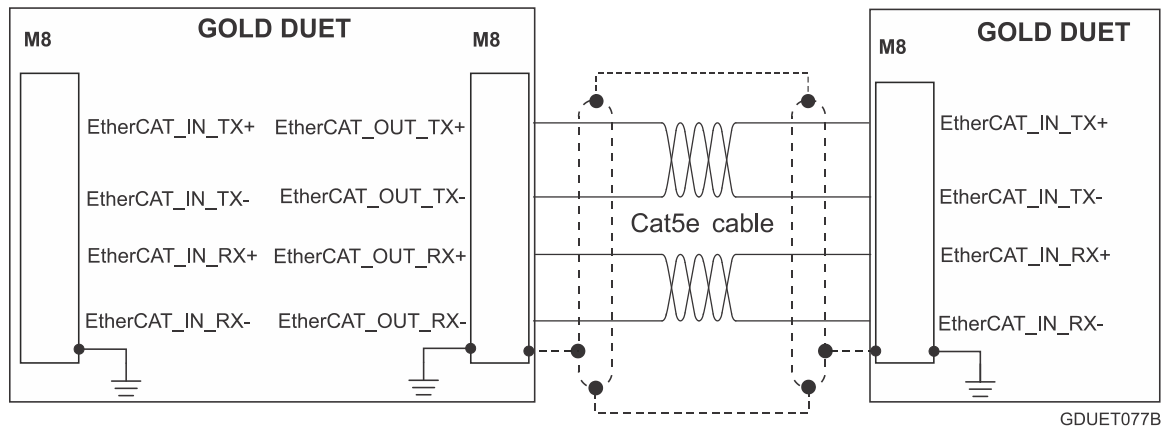 GOLD DUET
M8
M8
EtherCAT_IN_TX+
EtherCAT_OUT_TX+
EtherCAT_IN_TX-
EtherCAT_OUT_TX-
EtherCAT_IN_RX+
EtherCAT_OUT_RX+
EtherCAT_IN_RX-
EtherCAT_OUT_RX-
Cat5e cable
GOLD DUET
M8
EtherCAT_IN_TX+
EtherCAT_IN_TX-
EtherCAT_IN_RX+
EtherCAT_IN_RX-
GDUET077B